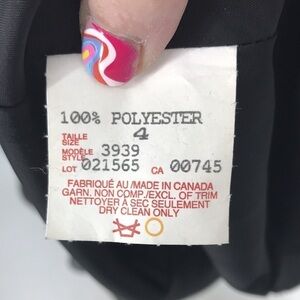 100% POLYESTER
TAILLE
SIZE 4
MODÈLE
STYLE 3939
LOT 021565 CA 00745
FABRIQUÉ AU/MADE IN CANADA
GARN. NON COMP./EXCL. OF TRIM
NETTOYER À SEC SEULEMENT
DRY CLEAN ONLY